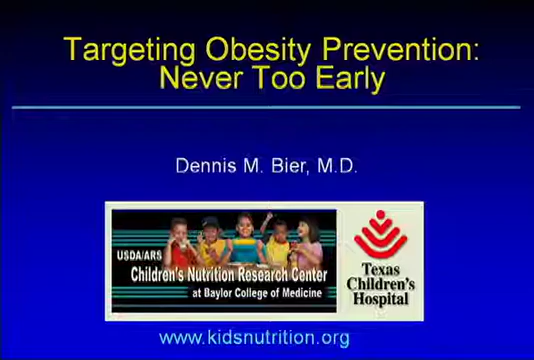 Targeting Obesity Prevention:
Never Too Early
Dennis M. Bier, M.D.
USDA/ARS
Children's Nutrition Research Center
at Baylor College of Medicine
Texas
Children's
Hospital
www.kidsnutrition.org